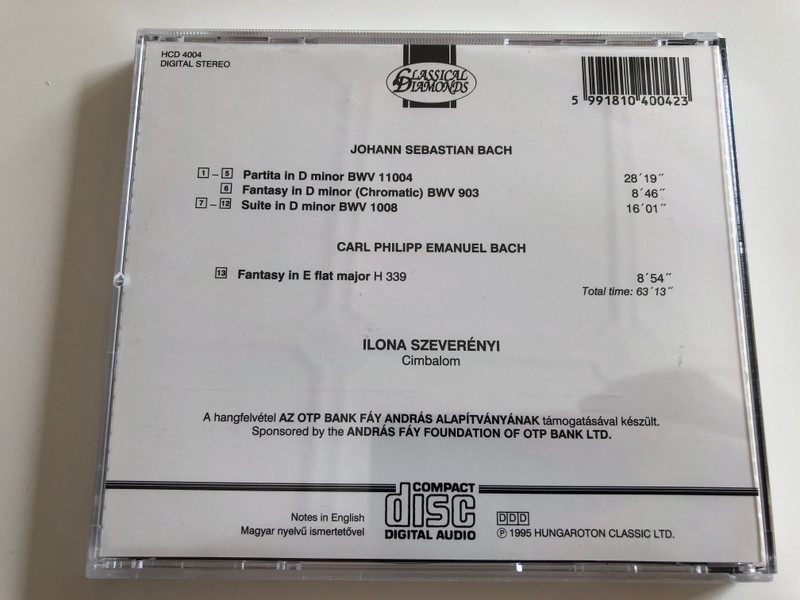 HCD 4004
DIGITAL STEREO
CLASSICAL
DIAMONDS
5 991810 400423
JOHANN SEBASTIAN BACH
1 – 5 Partita in D minor BWV 11004 28´19˝
6 Fantasy in D minor (Chromatic) BWV 903 8´46˝
7 – 12 Suite in D minor BWV 1008 16´01˝
CARL PHILIPP EMANUEL BACH
13 Fantasy in E flat major H 339 8´54˝
Total time: 63´13˝
ILONA SZEVERÉNYI
Cimbalom
A hangfelvétel AZ OTP BANK FÁY ANDRÁS ALAPÍTVÁNYÁNAK támogatásával készült.
Sponsored by the ANDRÁS FÁY FOUNDATION OF OTP BANK LTD.
Notes in English
Magyar nyelvű ismertetővel
COMPACT
disc
DIGITAL AUDIO
DDD
℗ 1995 HUNGAROTON CLASSIC LTD.